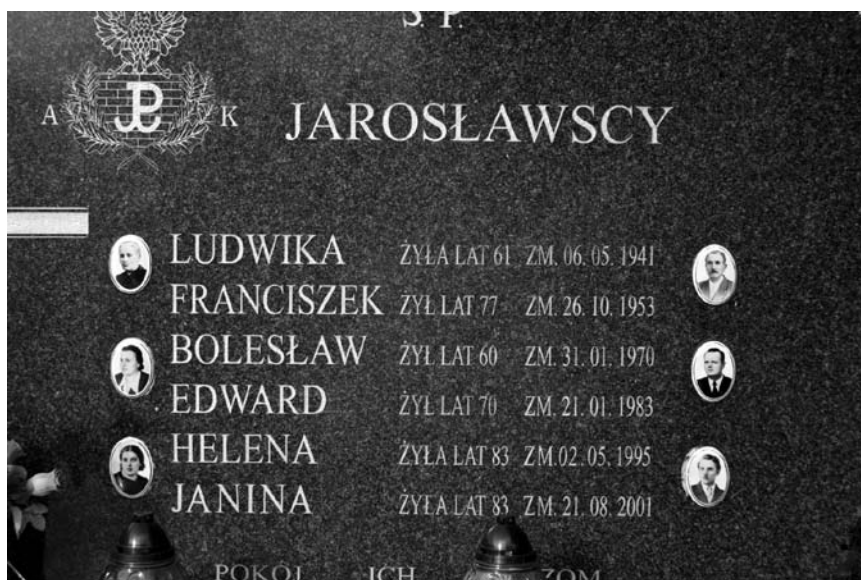 Ś. P.
A K
JAROSŁAWSCY
LUDWIKA ŻYŁA LAT 61 ZM. 06. 05. 1941
FRANCISZEK ŻYŁ LAT 77 ZM. 26. 10. 1953
BOLESŁAW ŻYŁ LAT 60 ZM. 31. 01. 1970
EDWARD ŻYŁ LAT 70 ZM. 21. 01. 1983
HELENA ŻYŁA LAT 83 ZM.02. 05. 1995
JANINA ŻYŁA LAT 83 ZM. 21. 08. 2001
POKÓJ ICH